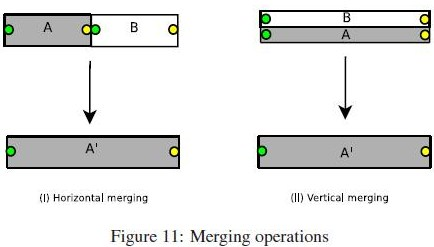 A B
B
A
A'
A'
(I) Horizontal merging
(II) Vertical merging
Figure 11: Merging operations